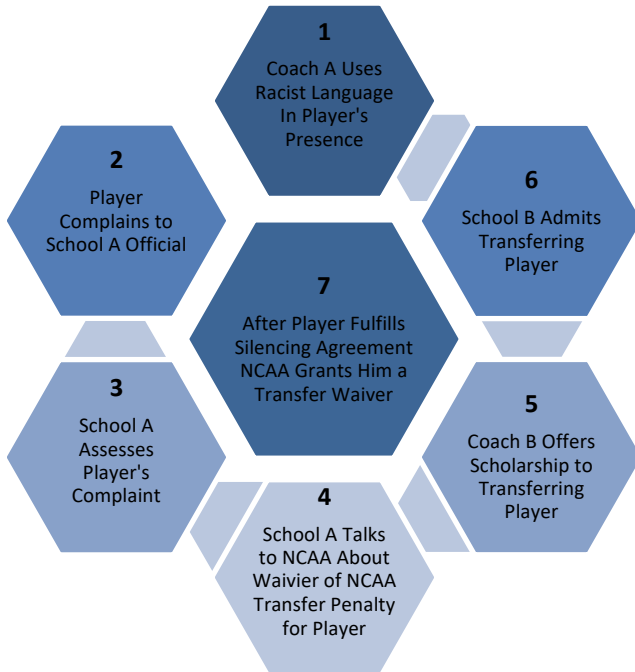 1
Coach A Uses
Racist Language
In Player's
Presence
2
Player
Complains to
School A Official
3
School A
Assesses
Player's
Complaint
4
School A Talks
to NCAA About
Waivier of NCAA
Transfer Penalty
for Player
5
Coach B Offers
Scholarship to
Transferring
Player
6
School B Admits
Transferring
Player
7
After Player Fulfills
Silencing Agreement
NCAA Grants Him a
Transfer Waiver